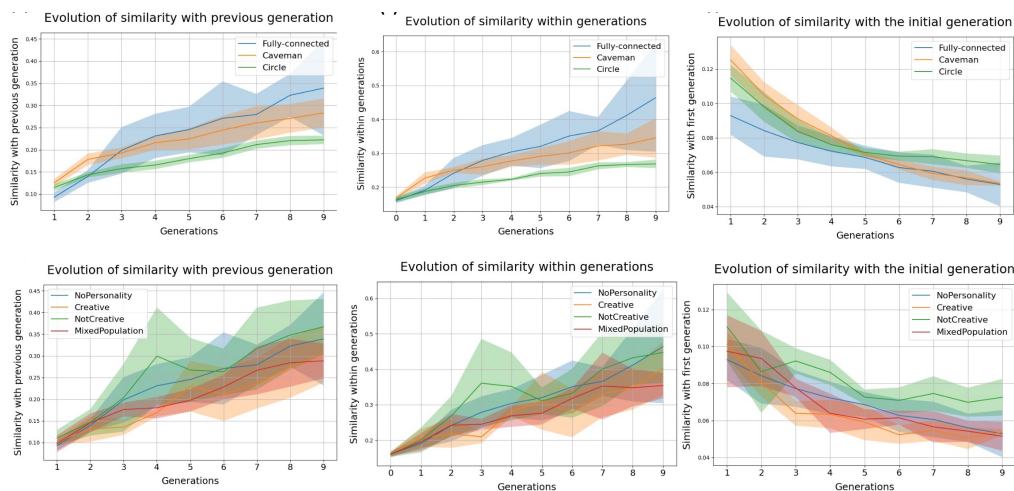 Evolution of similarity with previous generation
Similarity with previous generation
0.45
0.40
0.35
0.30
0.25
0.20
0.15
0.10
Fully-connected
Caveman
Circle
1 2 3 4 5 6 7 8 9
Generations
Evolution of similarity within generations
Similarity within generations
0.6
0.4
0.2
Fully-connected
Caveman
Circle
0 1 2 3 4 5 6 7 8 9
Generations
Evolution of similarity with the initial generation
Similarity with first generation
0.12
0.10
0.08
0.06
0.04
Fully-connected
Caveman
Circle
1 2 3 4 5 6 7 8 9
Generations
Evolution of similarity with previous generation
Similarity with previous generation
0.45
0.40
0.35
0.30
0.25
0.20
0.15
0.10
NoPersonality
Creative
NotCreative
MixedPopulation
1 2 3 4 5 6 7 8 9
Generations
Evolution of similarity within generations
Similarity within generations
0.6
0.4
0.2
NoPersonality
Creative
NotCreative
MixedPopulation
0 1 2 3 4 5 6 7 8 9
Generations
Evolution of similarity with the initial generation
Similarity with first generation
0.12
0.10
0.08
0.06
0.04
NoPersonality
Creative
NotCreative
MixedPopulation
1 2 3 4 5 6 7 8 9
Generations